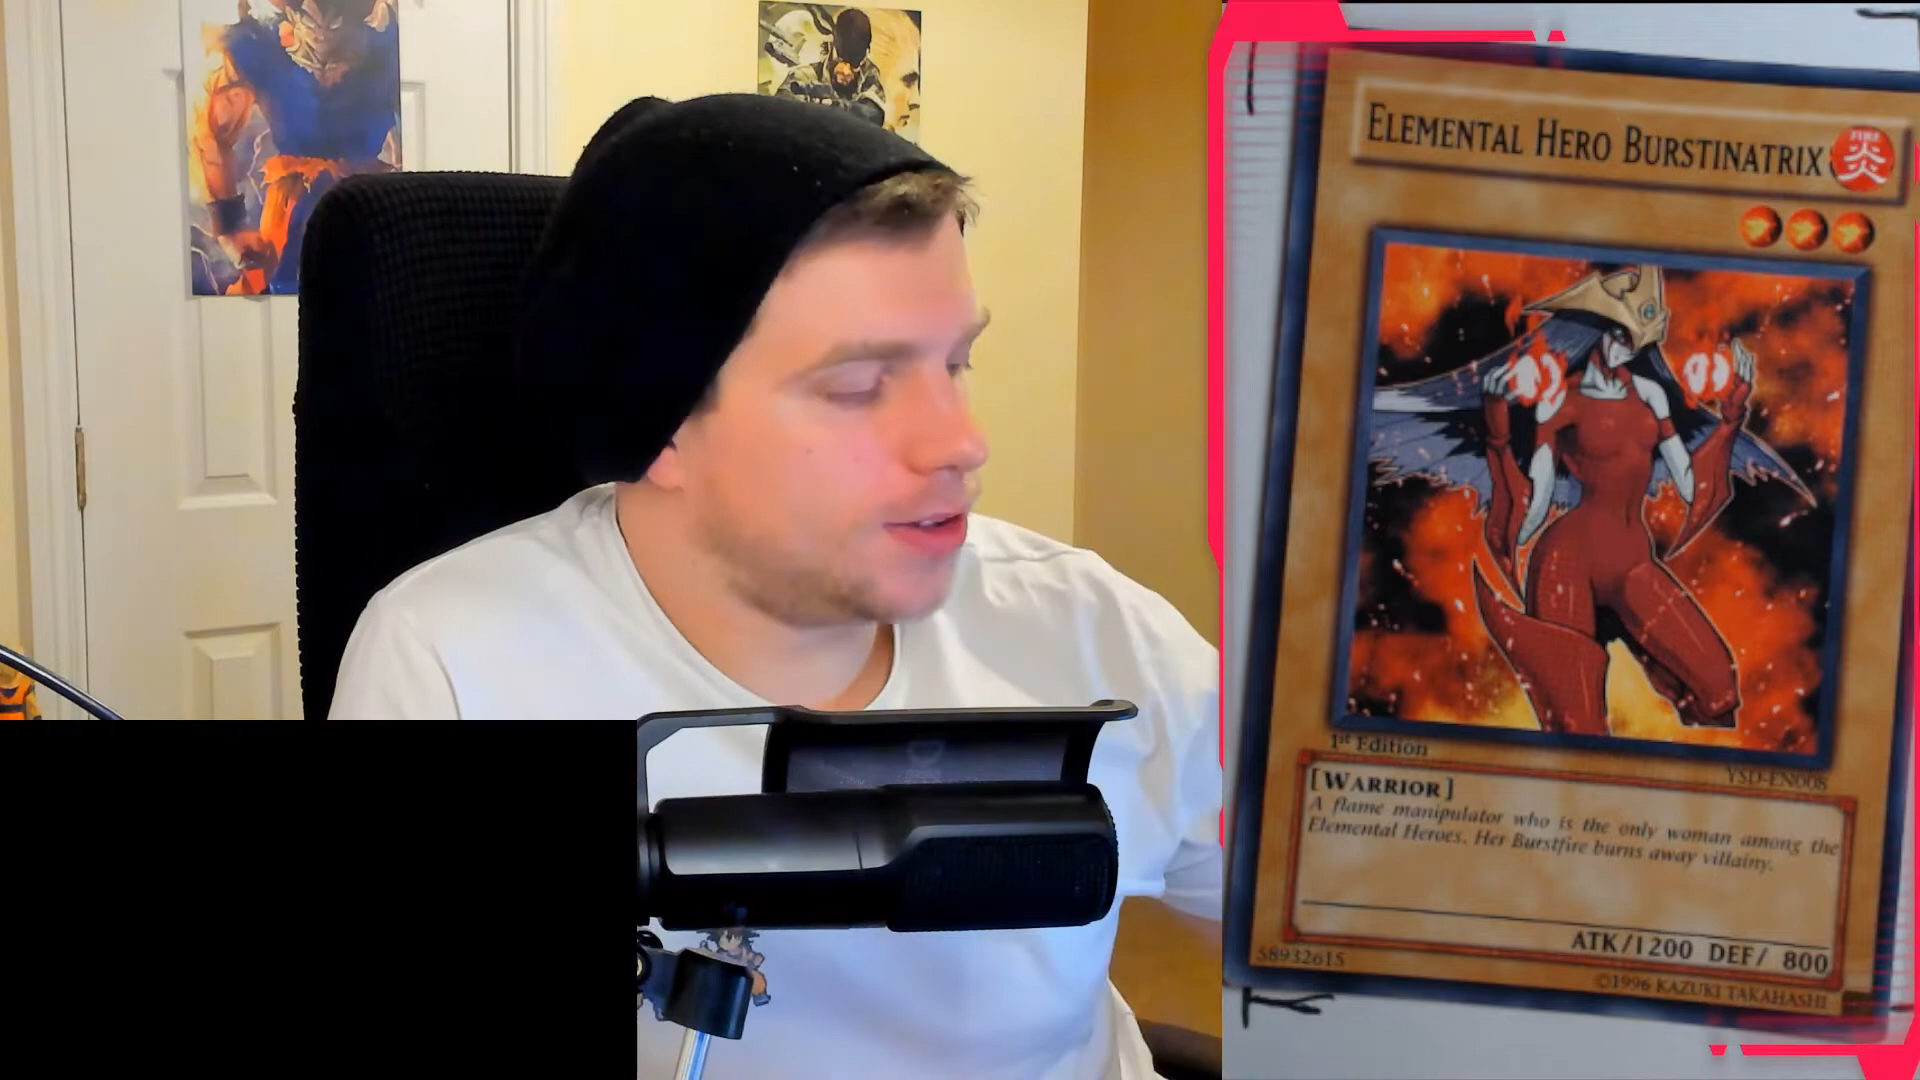 ELEMENTAL HERO BURSTINATRIX
FIRE
炎
1st Edition
YSD-EN008
[WARRIOR]
A flame manipulator who is the only woman among the
Elemental Heroes. Her Burstfire burns away villainy.
ATK/1200 DEF/ 800
58932615
©1996 KAZUKI TAKAHASHI